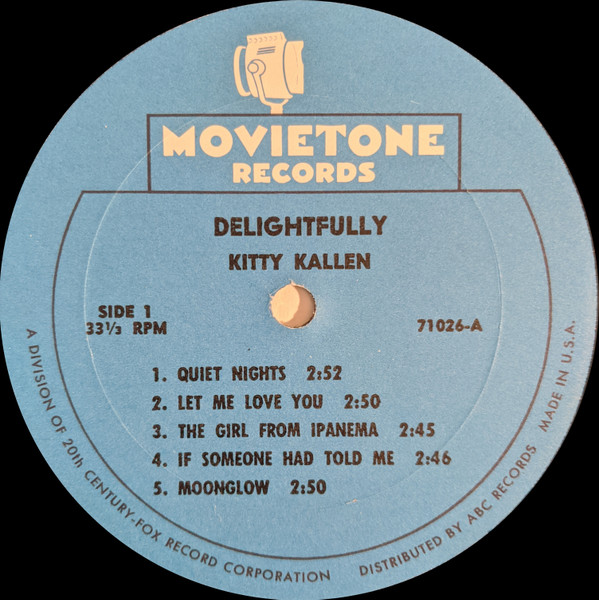 MOVIETONE
RECORDS
DELIGHTFULLY
KITTY KALLEN
SIDE 1
33⅓ RPM
71026-A
1. QUIET NIGHTS 2:52
2. LET ME LOVE YOU 2:50
3. THE GIRL FROM IPANEMA 2:45
4. IF SOMEONE HAD TOLD ME 2:46
5. MOONGLOW 2:50
A DIVISION OF 20th CENTURY-FOX RECORD CORPORATION DISTRIBUTED BY ABC RECORDS MADE IN U.S.A.